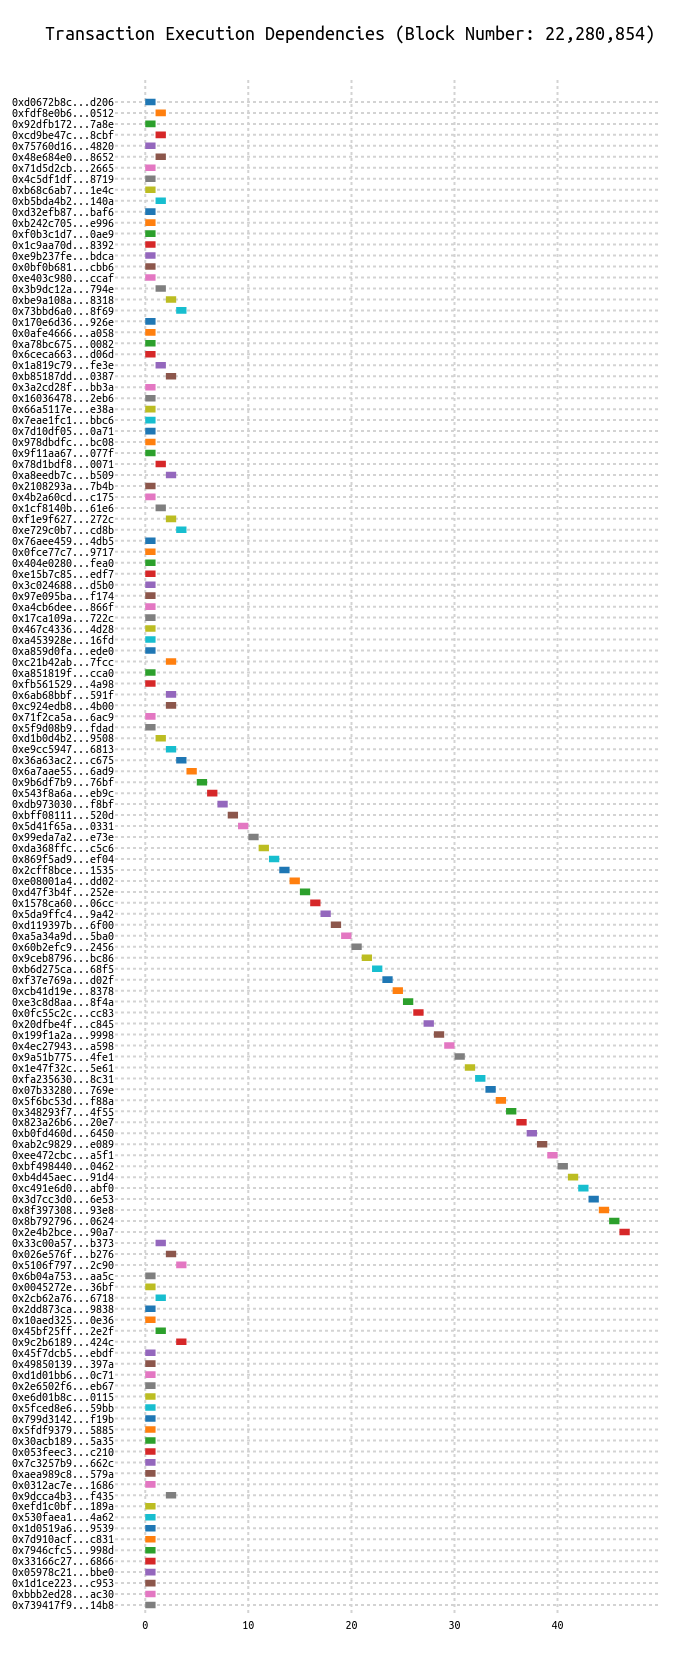 Transaction Execution Dependencies (Block Number: 22,280,854)
0xd0672b8c...d206
0xfdf8e0b6...0512
0x92dfb172...7a8e
0xcd9be47c...8cbf
0x75760d16...4820
0x48e684e0...8652
0x71d5d2cb...2665
0x4c5df1df...8719
0xb68c6ab7...1e4c
0xb5bda4b2...140a
0xd32efb87...baf6
0xb242c705...e996
0xf0b3c1d7...0ae9
0x1c9aa70d...8392
0xe9b237fe...bdca
0x0bf0b681...cbb6
0xe403c980...ccaf
0x3b9dc12a...794e
0xbe9a108a...8318
0x73bbd6a0...8f69
0x170e6d36...926e
0x0afe4666...a058
0xa78bc675...0082
0x6ceca663...d06d
0x1a819c79...fe3e
0xb85187dd...0387
0x3a2cd28f...bb3a
0x16036478...2eb6
0x66a5117e...e38a
0x7eae1fc1...bbc6
0x7d10df05...0a71
0x978dbdfc...bc08
0x9f11aa67...077f
0x78d1bdf8...0071
0xa8eedb7c...b509
0x2108293a...7b4b
0x4b2a60cd...c175
0x1cf8140b...61e6
0xf1e9f627...272c
0xe729c0b7...cd8b
0x76aee459...4db5
0x0fce77c7...9717
0x404e0280...fea0
0xe15b7c85...edf7
0x3c024688...d5b0
0x97e095ba...f174
0xa4cb6dee...866f
0x17ca109a...722c
0x467c4336...4d28
0xa453928e...16fd
0xa859d0fa...ede0
0xc21b42ab...7fcc
0xa851819f...cca0
0xfb561529...4a98
0x6ab68bbf...591f
0xc924edb8...4b00
0x71f2ca5a...6ac9
0x5f9d08b9...fdad
0xd1b0d4b2...9508
0xe9cc5947...6813
0x36a63ac2...c675
0x6a7aae55...6ad9
0x9b6df7b9...76bf
0x543f8a6a...eb9c
0xdb973030...f8bf
0xbff08111...520d
0x5d41f65a...0331
0x99eda7a2...e73e
0xda368ffc...c5c6
0x869f5ad9...ef04
0x2cff8bce...1535
0xe08001a4...dd02
0xd47f3b4f...252e
0x1578ca60...06cc
0x5da9ffc4...9a42
0xd119397b...6f00
0xa5a34a9d...5ba0
0x60b2efc9...2456
0x9ceb8796...bc86
0xb6d275ca...68f5
0xf37e769a...d02f
0xcb41d19e...8378
0xe3c8d8aa...8f4a
0x0fc55c2c...cc83
0x20dfbe4f...c845
0x199f1a2a...9998
0x4ec27943...a598
0x9a51b775...4fe1
0x1e47f32c...5e61
0xfa235630...8c31
0x07b33280...769e
0x5f6bc53d...f88a
0x348293f7...4f55
0x823a26b6...20e7
0xb0fd460d...6450
0xab2c9829...e089
0xee472cbc...a5f1
0xbf498440...0462
0xb4d45aec...91d4
0xc491e6d0...abf0
0x3d7cc3d0...6e53
0x8f397308...93e8
0x8b792796...0624
0x2e4b2bce...90a7
0x33c00a57...b373
0x026e576f...b276
0x5106f797...2c90
0x6b04a753...aa5c
0x0045272e...36bf
0x2cb62a76...6718
0x2dd873ca...9838
0x10aed325...0e36
0x45bf25ff...2e2f
0x9c2b6189...424c
0x45f7dcb5...ebdf
0x49850139...397a
0xd1d01bb6...0c71
0x2e6502f6...eb67
0xe6d01b8c...0115
0x5fced8e6...59bb
0x799d3142...f19b
0x5fdf9379...5885
0x30acb189...5a35
0x053feec3...c210
0x7c3257b9...662c
0xaea989c8...579a
0x0312ac7e...1686
0x9dcca4b3...f435
0xefd1c0bf...189a
0x530faea1...4a62
0x1d0519a6...9539
0x7d910acf...c831
0x7946cfc5...998d
0x33166c27...6866
0x05978c21...bbe0
0x1d1ce223...c953
0xbbb2ed28...ac30
0x739417f9...14b8
0 10 20 30 40